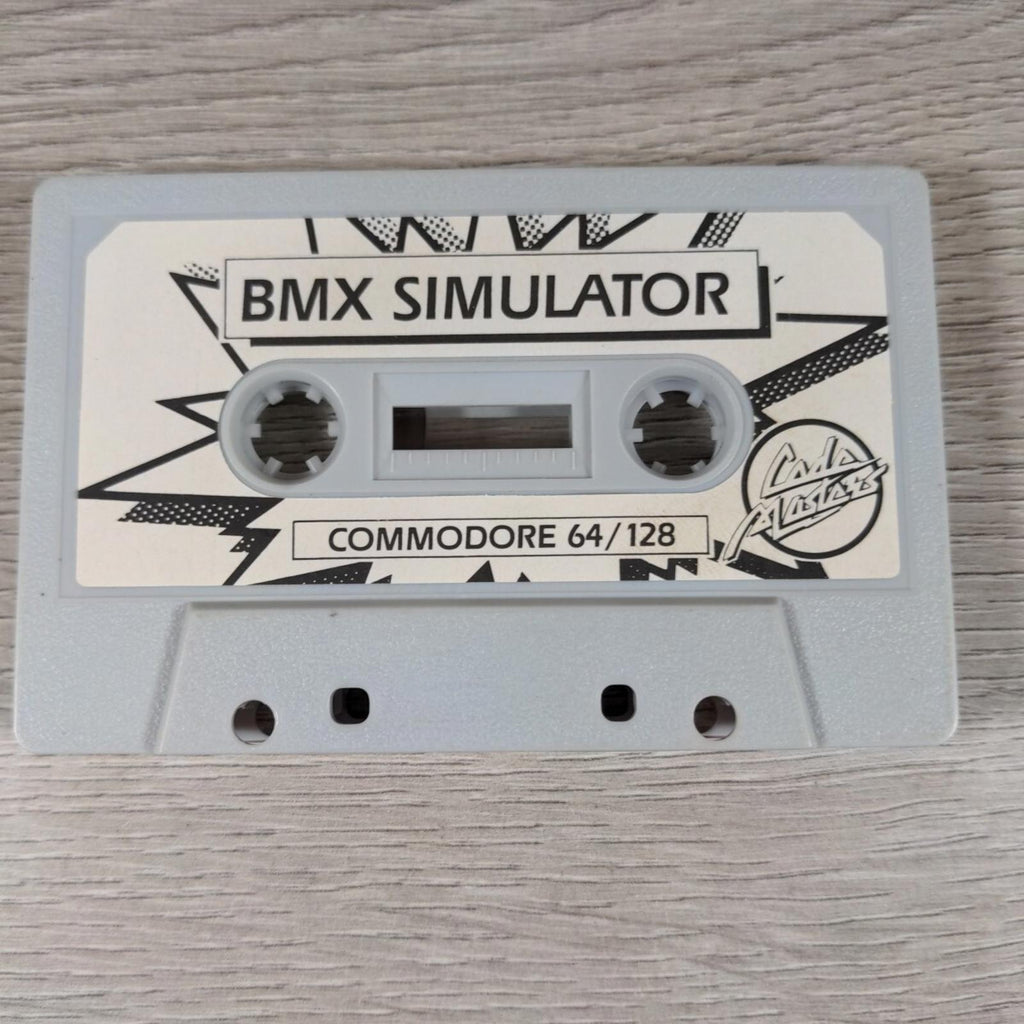 BMX SIMULATOR
COMMODORE 64/128
Code
Masters